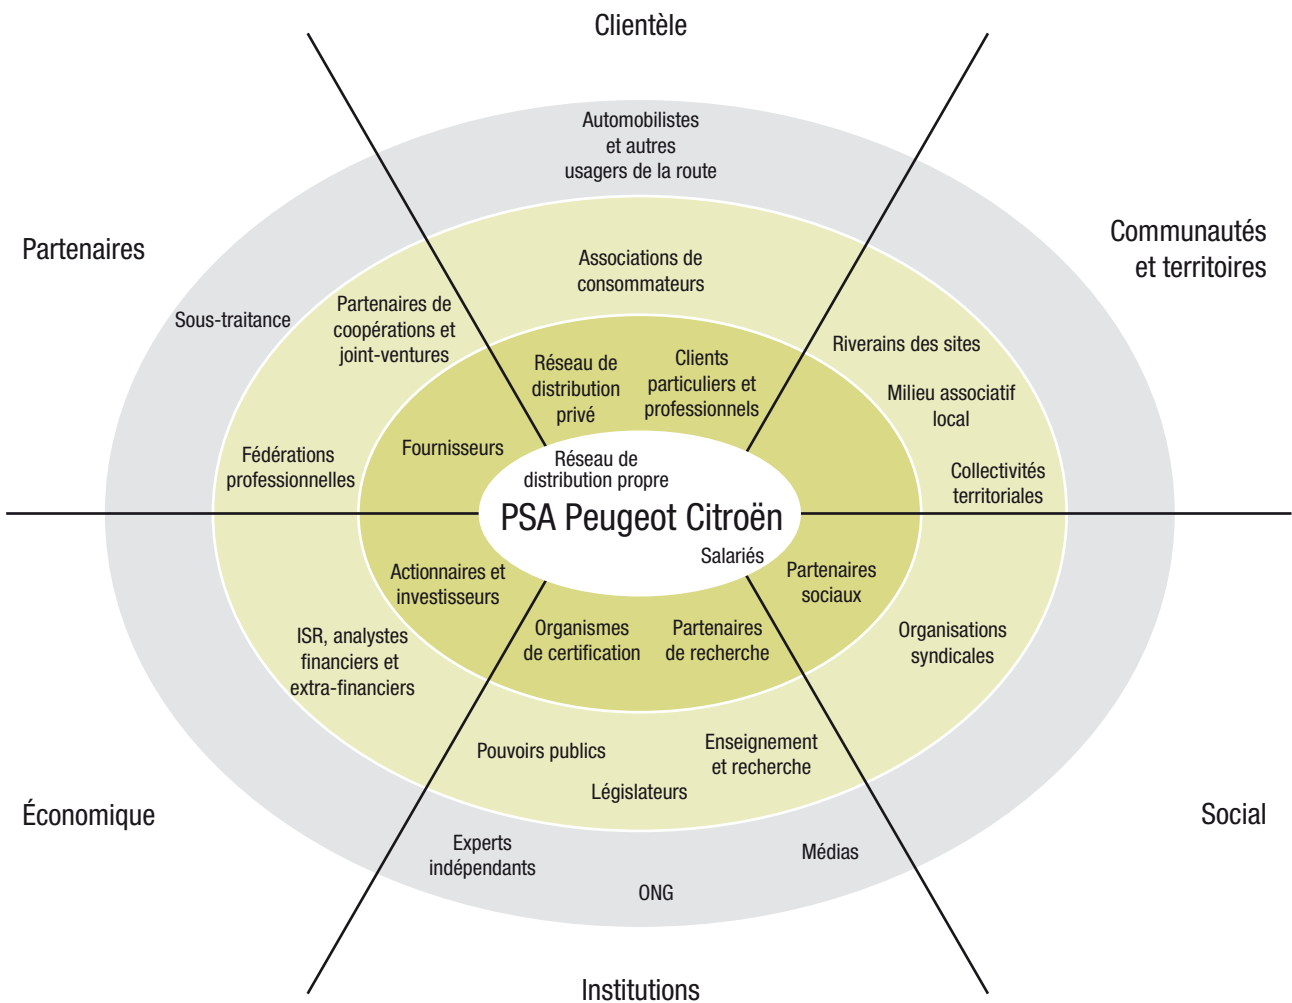 Clientèle
Automobilistes
et autres
usagers de la route
Partenaires
Communautés
et territoires
Associations de
consommateurs
Sous-traitance
Partenaires de
coopérations et
joint-ventures
Riverains des sites
Réseau de
distribution
privé
Clients
particuliers et
professionnels
Milieu associatif
local
Fournisseurs
Fédérations
professionnelles
Réseau de
distribution propre
Collectivités
territoriales
PSA Peugeot Citroën
Salariés
Actionnaires et
investisseurs
Partenaires
sociaux
Organismes
de certification
Partenaires
de recherche
ISR, analystes
financiers et
extra-financiers
Organisations
syndicales
Pouvoirs publics
Enseignement
et recherche
Législateurs
Économique
Social
Experts
indépendants
Médias
ONG
Institutions